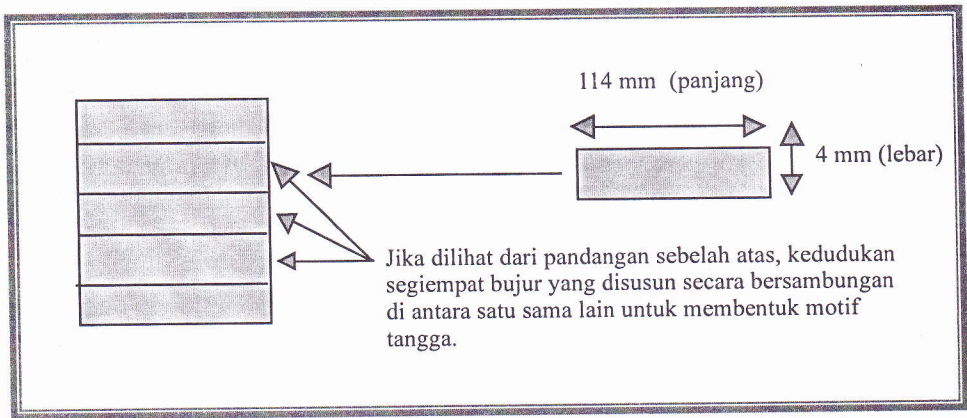 114 mm (panjang)
4 mm (lebar)
Jika dilihat dari pandangan sebelah atas, kedudukan
segiempat bujur yang disusun secara bersambungan
di antara satu sama lain untuk membentuk motif
tangga.